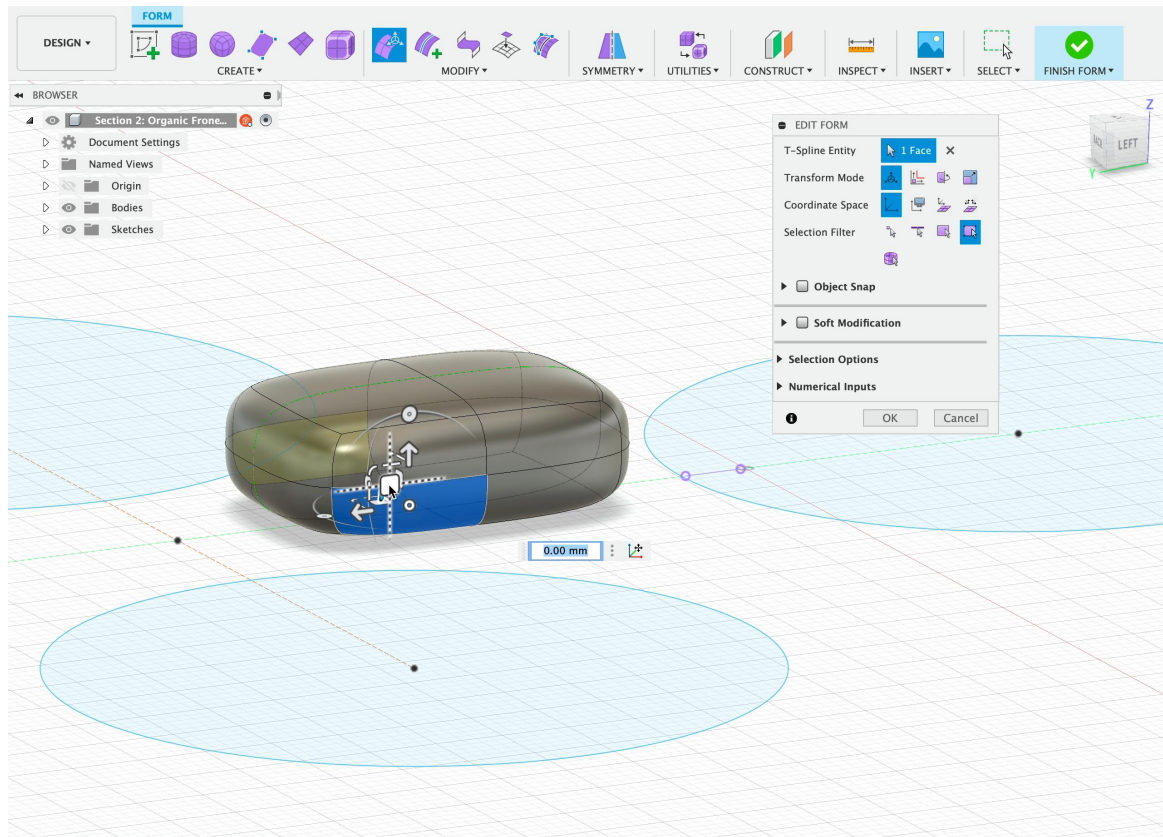 FORM
DESIGN ▾
CREATE ▾
MODIFY ▾
SYMMETRY ▾
UTILITIES ▾
CONSTRUCT ▾
INSPECT ▾
INSERT ▾
SELECT ▾
FINISH FORM ▾
BROWSER
Section 2: Organic Frone...
Document Settings
Named Views
Origin
Bodies
Sketches
EDIT FORM
T-Spline Entity
1 Face
Transform Mode
Coordinate Space
Selection Filter
Object Snap
Soft Modification
Selection Options
Numerical Inputs
OK Cancel
Z
LEFT
Y
0.00 mm